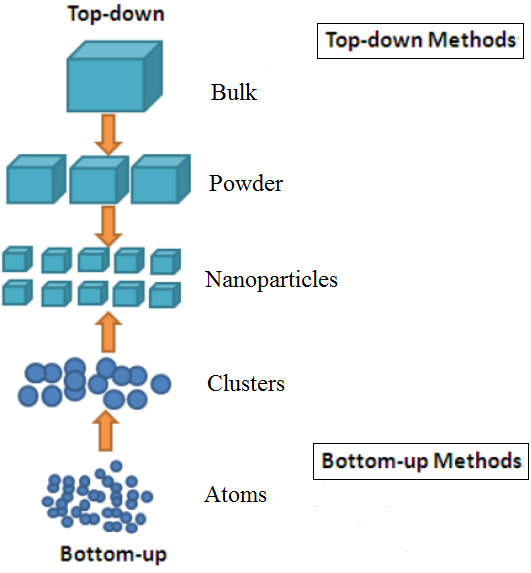 Top-down
Top-down Methods:
Bulk
Powder
Nanoparticles
Clusters
Bottom-up Methods
Atoms
Bottom-up